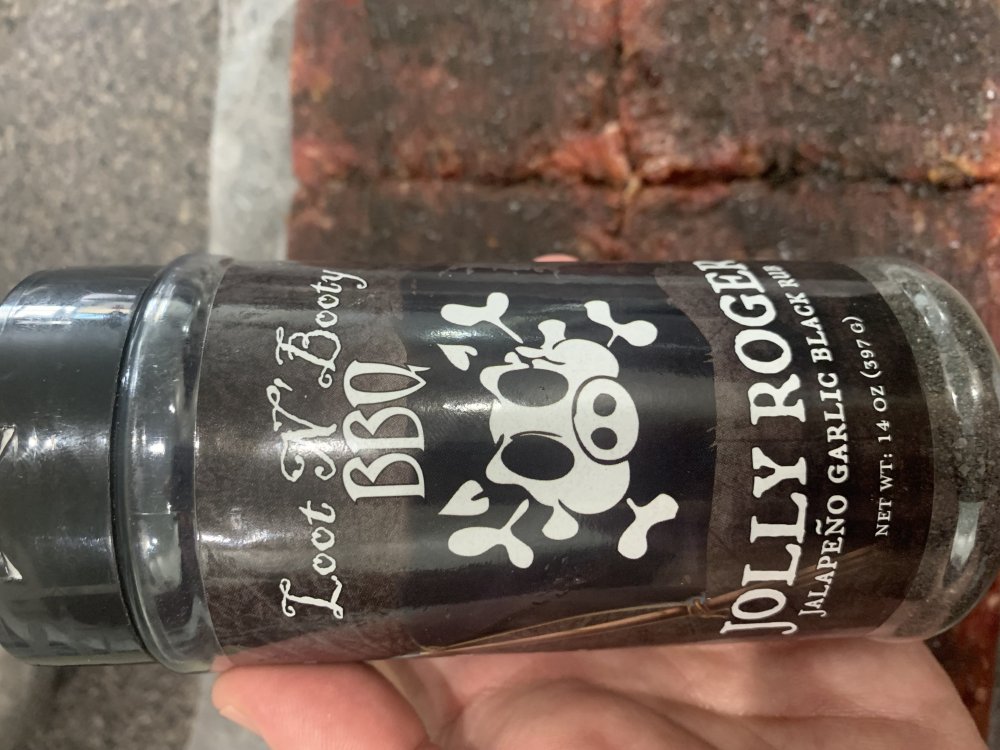 Loot N' Booty
BBQ
JOLLY ROGER
JALAPEÑO GARLIC BLACK RUB
NET WT: 14 OZ (397 G)